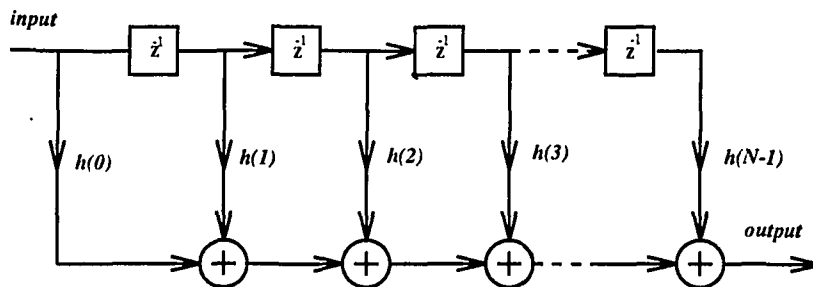 input
z⁻¹ z⁻¹ z⁻¹ z⁻¹
h(0) h(1) h(2) h(3) h(N-1)
output
+ + + +